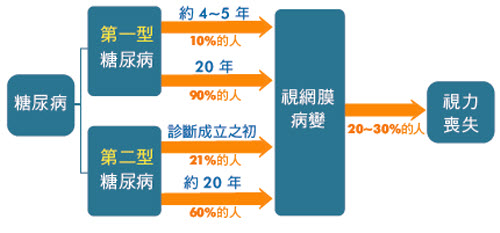 糖尿病
第一型
糖尿病
約 4~5 年
10%的人
20 年
90%的人
第二型
糖尿病
診斷成立之初
21%的人
約 20 年
60%的人
視網膜
病變
20~30%的人
視力
喪失